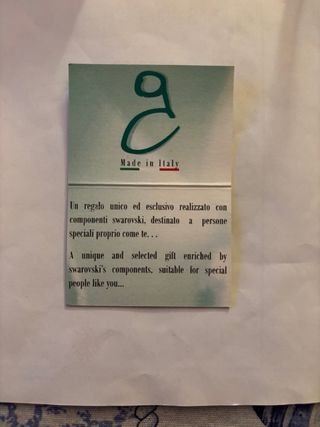 gC
Made in Italy
Un regalo unico ed esclusivo realizzato con
componenti swarovski, destinato a persone
speciali proprio come te...
A unique and selected gift enriched by
swarovski's components, suitable for special
people like you...